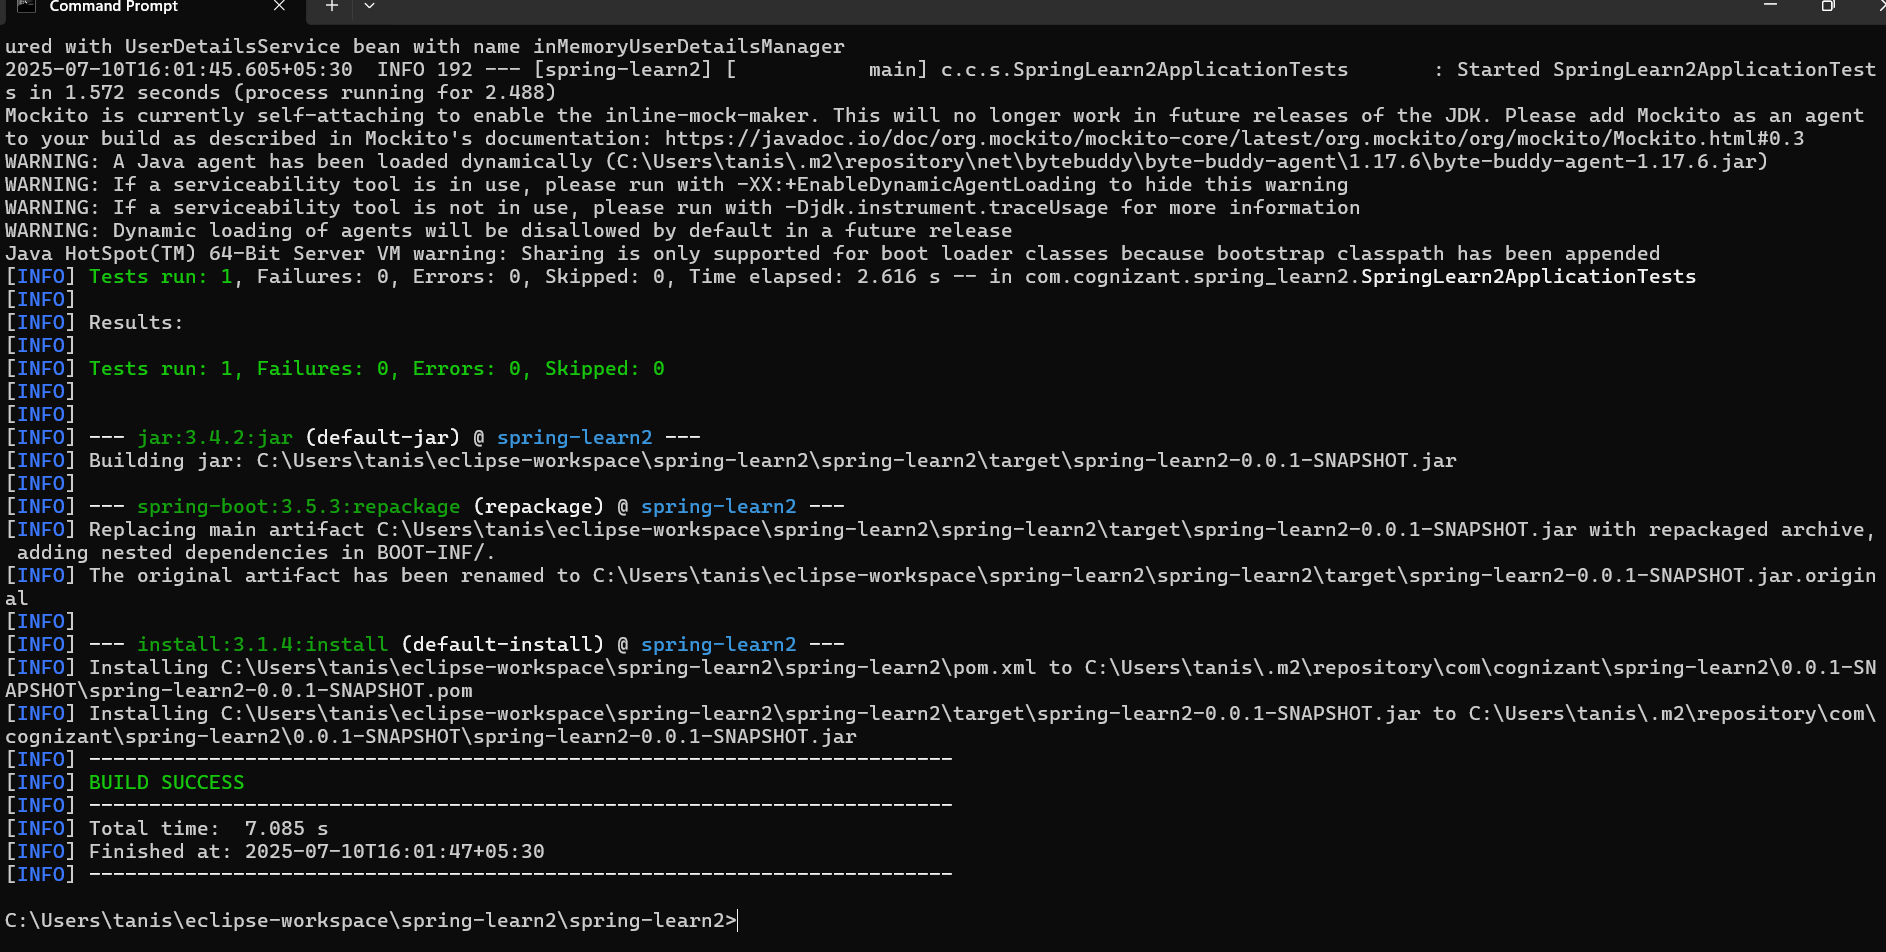 Command Prompt
ured with UserDetailsService bean with name inMemoryUserDetailsManager
2025-07-10T16:01:45.605+05:30  INFO 192 --- [spring-learn2] [           main] c.c.s.SpringLearn2ApplicationTests       : Started SpringLearn2ApplicationTest
s in 1.572 seconds (process running for 2.488)
Mockito is currently self-attaching to enable the inline-mock-maker. This will no longer work in future releases of the JDK. Please add Mockito as an agent
to your build as described in Mockito's documentation: https://javadoc.io/doc/org.mockito/mockito-core/latest/org.mockito/org/mockito/Mockito.html#0.3
WARNING: A Java agent has been loaded dynamically (C:\Users\tanis\.m2\repository\net\bytebuddy\byte-buddy-agent\1.17.6\byte-buddy-agent-1.17.6.jar)
WARNING: If a serviceability tool is in use, please run with -XX:+EnableDynamicAgentLoading to hide this warning
WARNING: If a serviceability tool is not in use, please run with -Djdk.instrument.traceUsage for more information
WARNING: Dynamic loading of agents will be disallowed by default in a future release
Java HotSpot(TM) 64-Bit Server VM warning: Sharing is only supported for boot loader classes because bootstrap classpath has been appended
[INFO] Tests run: 1, Failures: 0, Errors: 0, Skipped: 0, Time elapsed: 2.616 s -- in com.cognizant.spring_learn2.SpringLearn2ApplicationTests
[INFO]
[INFO] Results:
[INFO]
[INFO] Tests run: 1, Failures: 0, Errors: 0, Skipped: 0
[INFO]
[INFO]
[INFO] --- jar:3.4.2:jar (default-jar) @ spring-learn2 ---
[INFO] Building jar: C:\Users\tanis\eclipse-workspace\spring-learn2\spring-learn2\target\spring-learn2-0.0.1-SNAPSHOT.jar
[INFO]
[INFO] --- spring-boot:3.5.3:repackage (repackage) @ spring-learn2 ---
[INFO] Replacing main artifact C:\Users\tanis\eclipse-workspace\spring-learn2\spring-learn2\target\spring-learn2-0.0.1-SNAPSHOT.jar with repackaged archive,
 adding nested dependencies in BOOT-INF/.
[INFO] The original artifact has been renamed to C:\Users\tanis\eclipse-workspace\spring-learn2\spring-learn2\target\spring-learn2-0.0.1-SNAPSHOT.jar.origin
al
[INFO]
[INFO] --- install:3.1.4:install (default-install) @ spring-learn2 ---
[INFO] Installing C:\Users\tanis\eclipse-workspace\spring-learn2\spring-learn2\pom.xml to C:\Users\tanis\.m2\repository\com\cognizant\spring-learn2\0.0.1-SN
APSHOT\spring-learn2-0.0.1-SNAPSHOT.pom
[INFO] Installing C:\Users\tanis\eclipse-workspace\spring-learn2\spring-learn2\target\spring-learn2-0.0.1-SNAPSHOT.jar to C:\Users\tanis\.m2\repository\com\
cognizant\spring-learn2\0.0.1-SNAPSHOT\spring-learn2-0.0.1-SNAPSHOT.jar
[INFO] ------------------------------------------------------------------------
[INFO] BUILD SUCCESS
[INFO] ------------------------------------------------------------------------
[INFO] Total time:  7.085 s
[INFO] Finished at: 2025-07-10T16:01:47+05:30
[INFO] ------------------------------------------------------------------------
C:\Users\tanis\eclipse-workspace\spring-learn2\spring-learn2>